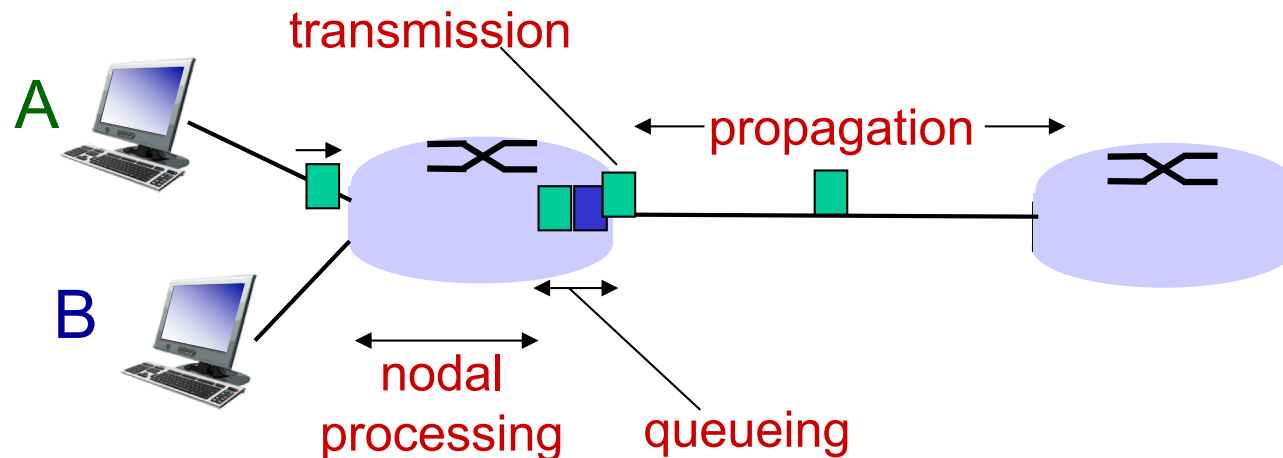 transmission
A
propagation
B
nodal
processing
queueing